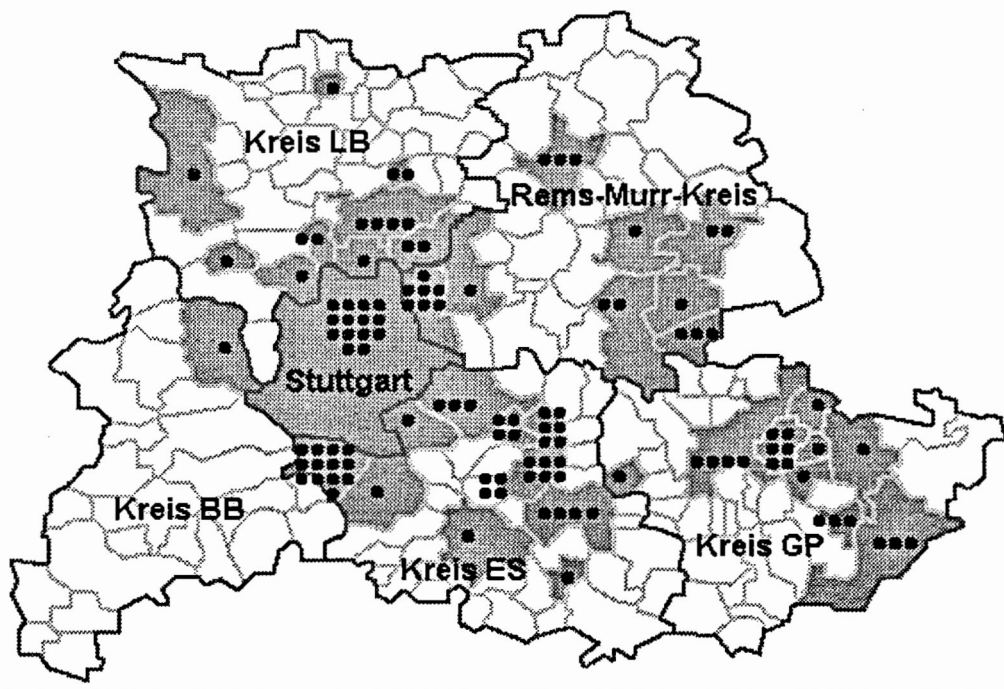 Kreis LB
Rems-Murr-Kreis
Stuttgart
Kreis BB
Kreis ES
Kreis GP